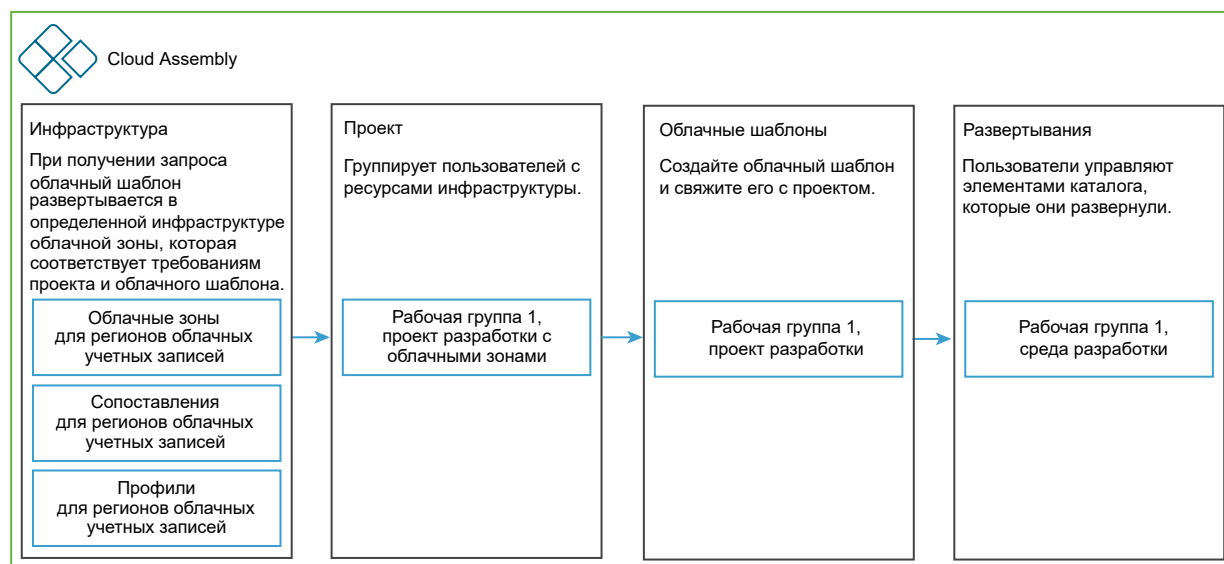 Cloud Assembly
Инфраструктура
При получении запроса
облачный шаблон
развертывается в
определенной инфраструктуре
облачной зоны, которая
соответствует требованиям
проекта и облачного шаблона.
Облачные зоны
для регионов облачных
учетных записей
Сопоставления
для регионов облачных
учетных записей
Профили
для регионов облачных
учетных записей
Проект
Группирует пользователей с
ресурсами инфраструктуры.
Рабочая группа 1,
проект разработки с
облачными зонами
Облачные шаблоны
Создайте облачный шаблон
и свяжите его с проектом.
Рабочая группа 1,
проект разработки
Развертывания
Пользователи управляют
элементами каталога,
которые они развернули.
Рабочая группа 1,
среда разработки